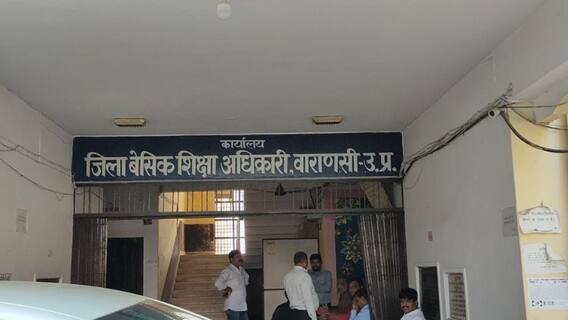 कार्यालय
जिला बेसिक शिक्षा अधिकारी, वाराणसी-उ.प्र.